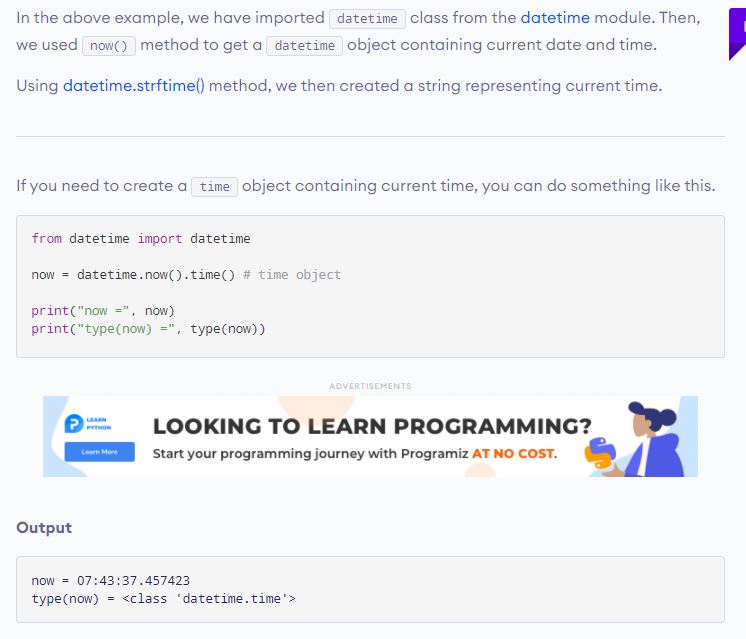 In the above example, we have imported datetime class from the datetime module. Then,
we used now() method to get a datetime object containing current date and time.
Using datetime.strftime() method, we then created a string representing current time.
If you need to create a time object containing current time, you can do something like this.
from datetime import datetime
now = datetime.now().time() # time object
print("now =", now)
print("type(now) =", type(now))
ADVERTISEMENTS
LEARN
PYTHON
Learn More
LOOKING TO LEARN PROGRAMMING?
Start your programming journey with Programiz AT NO COST.
Output
now = 07:43:37.457423
type(now) = <class 'datetime.time'>